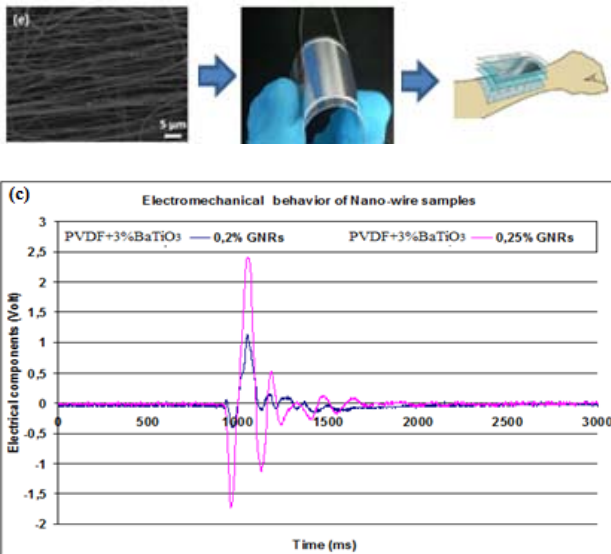 (e)
5 µm
(c)
Electromechanical behavior of Nano-wire samples
PVDF+3%BaTiO3 0,2% GNRs PVDF+3%BaTiO3 0,25% GNRs
Electrical components (Volt)
3
2,5
2
1,5
1
0,5
0
-0,5
-1
-1,5
-2
0 500 1000 1500 2000 2500 3000
Time (ms)